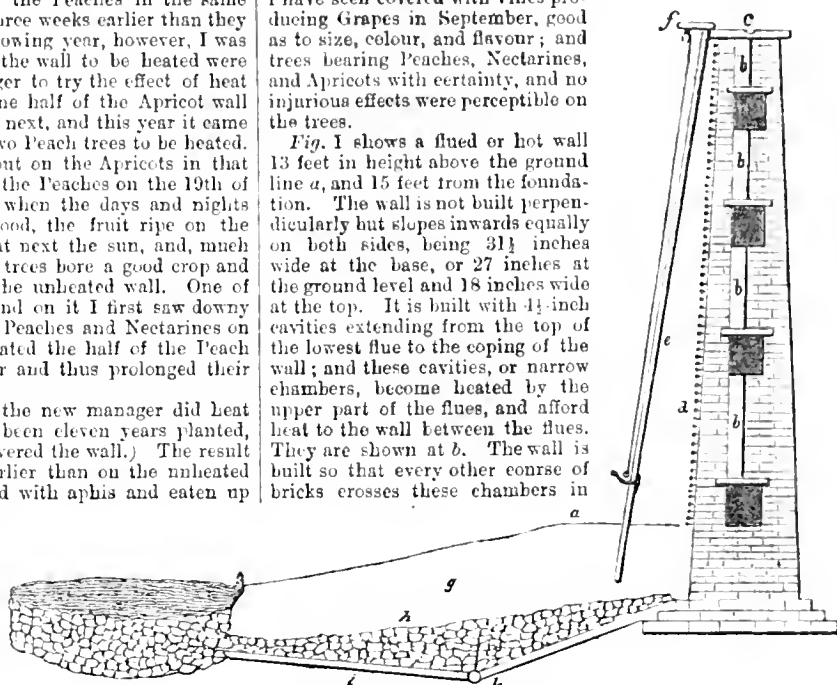 the Peaches in the same
three weeks earlier than they
owing year, however, I was
the wall to be heated were
ger to try the effect of heat
ne half of the Apricot wall
next, and this year it came
wo Peach trees to be heated.
out on the Apricots in that
the Peaches on the 19th of
when the days and nights
ood, the fruit ripe on the
t next the sun, and, much
trees bore a good crop and
he unheated wall. One of
nd on it I first saw downy
Peaches and Nectarines on
ated the half of the Peach
r and thus prolonged their
the new manager did heat
been eleven years planted,
vered the wall.) The result
rlier than on the unheated
d with aphis and eaten up
I have seen covered with Vines pro-
ducing Grapes in September, good
as to size, colour, and flavour; and
trees bearing Peaches, Nectarines,
and Apricots with certainty, and no
injurious effects were perceptible on
the trees.
Fig. I shows a flued or hot wall
13 feet in height above the ground
line a, and 15 feet from the founda-
tion. The wall is not built perpen-
dicularly but slopes inwards equally
on both sides, being 31½ inches
wide at the base, or 27 inches at
the ground level and 18 inches wide
at the top. It is built with 4½-inch
cavities extending from the top of
the lowest flue to the coping of the
wall; and these cavities, or narrow
chambers, become heated by the
upper part of the flues, and afford
heat to the wall between the flues.
They are shown at b. The wall is
built so that every other course of
bricks crosses these chambers in
f
c
b
b
b
e
d
b
a
g
h
i